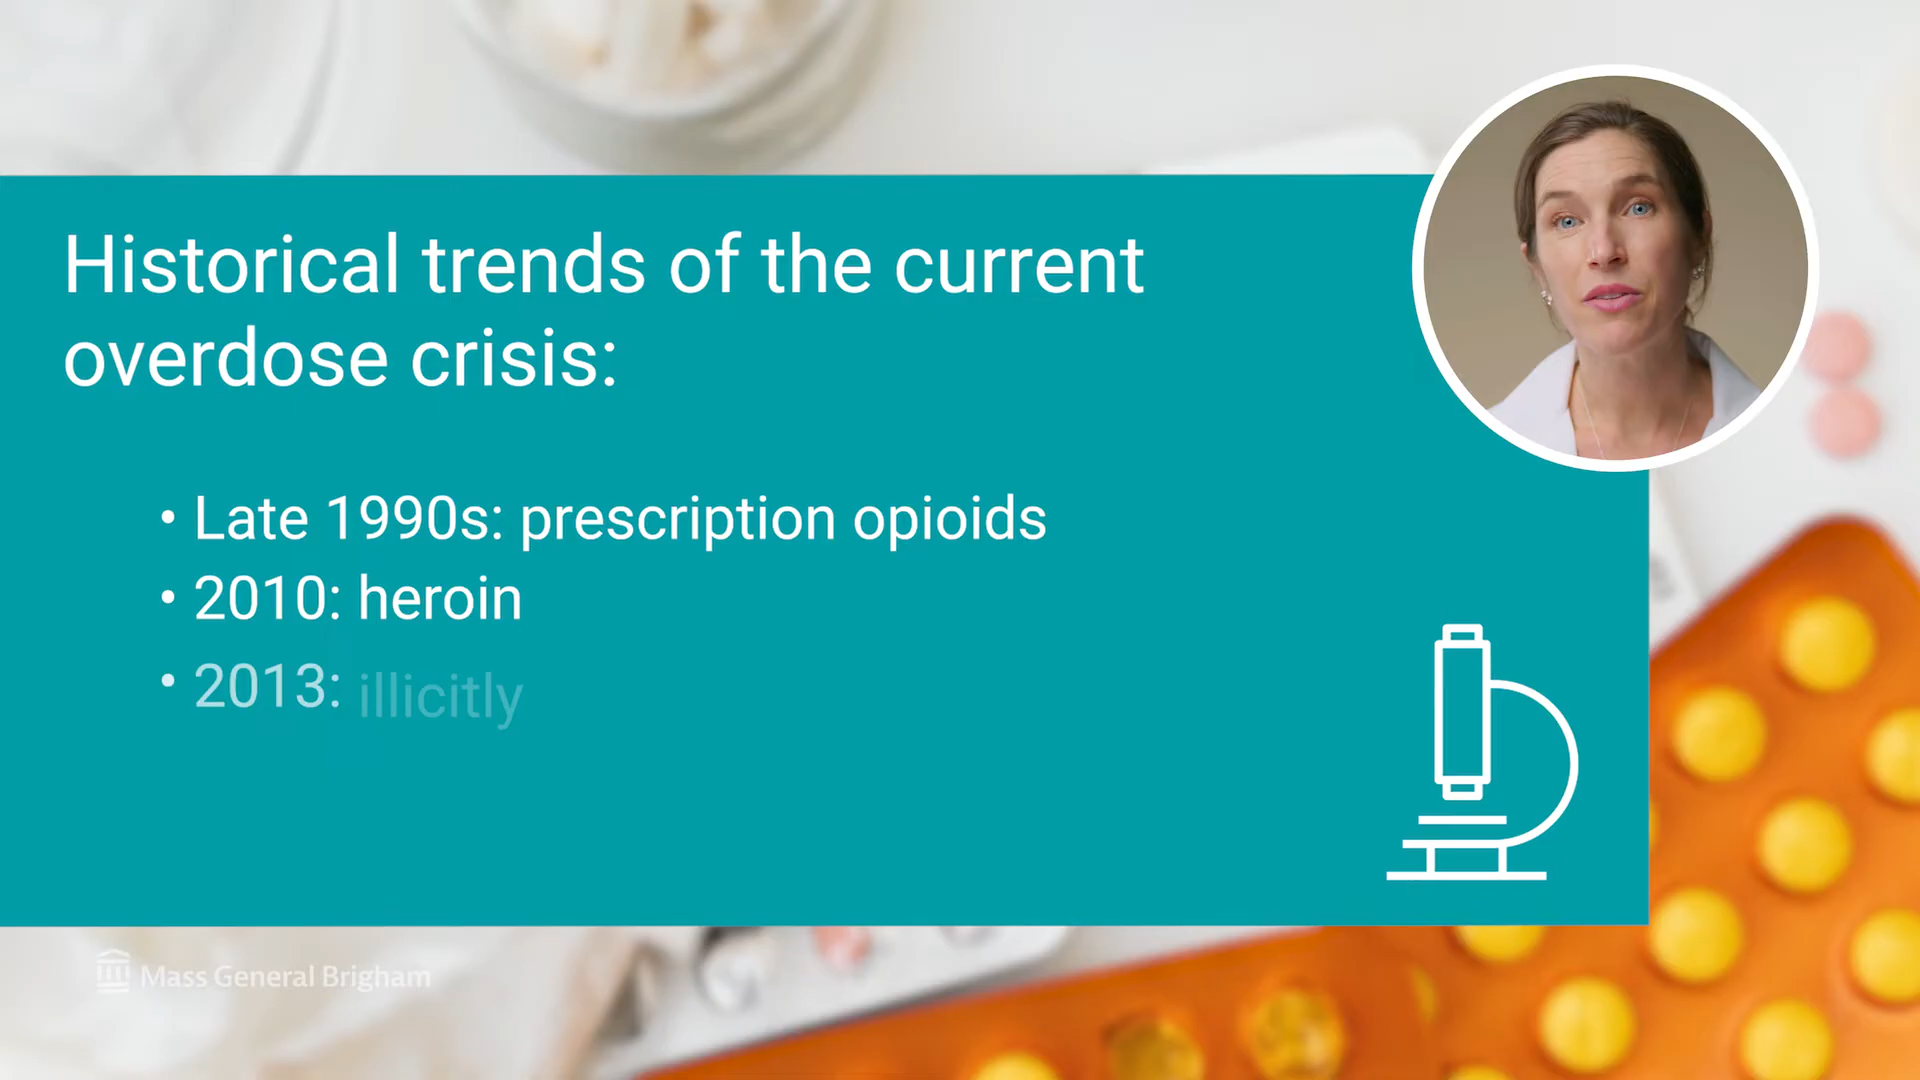 Historical trends of the current
overdose crisis:
• Late 1990s: prescription opioids
• 2010: heroin
• 2013: illicitly
Mass General Brigham